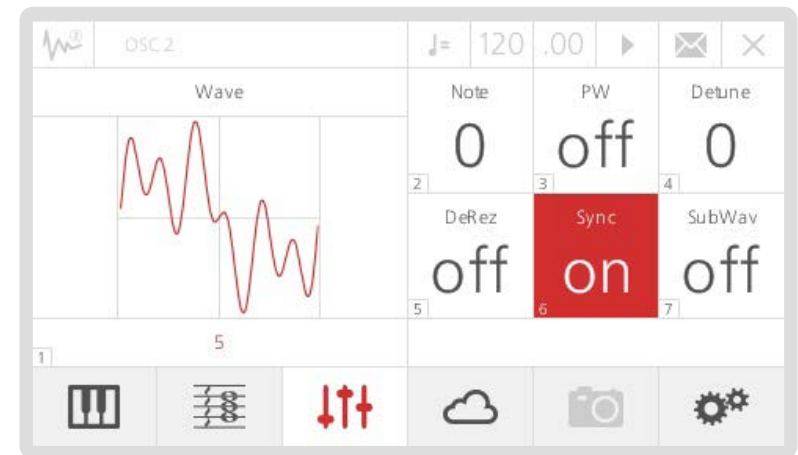 OSC 2 = 120 .00
Wave
Note PW Detune
0 off 0
2 3 4
DeRez Sync SubWav
off on off
5 6 7
5
1